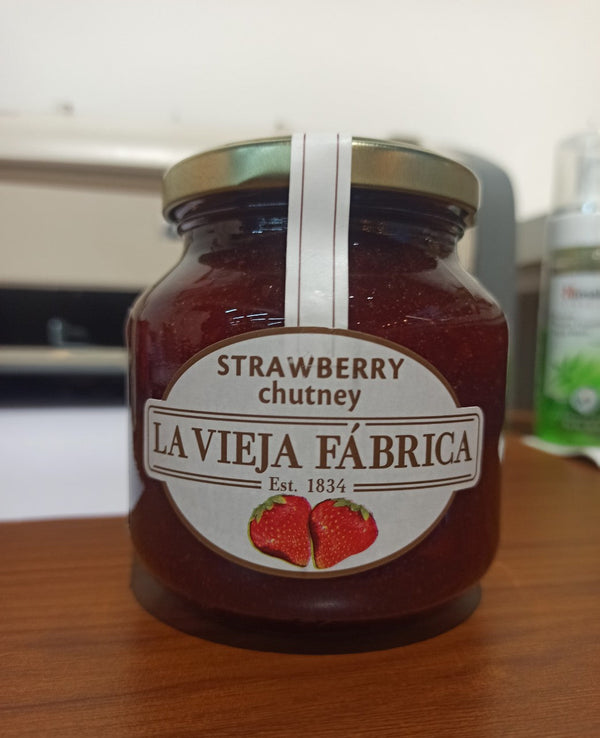 STRAWBERRY
chutney
LA VIEJA FÁBRICA
Est. 1834